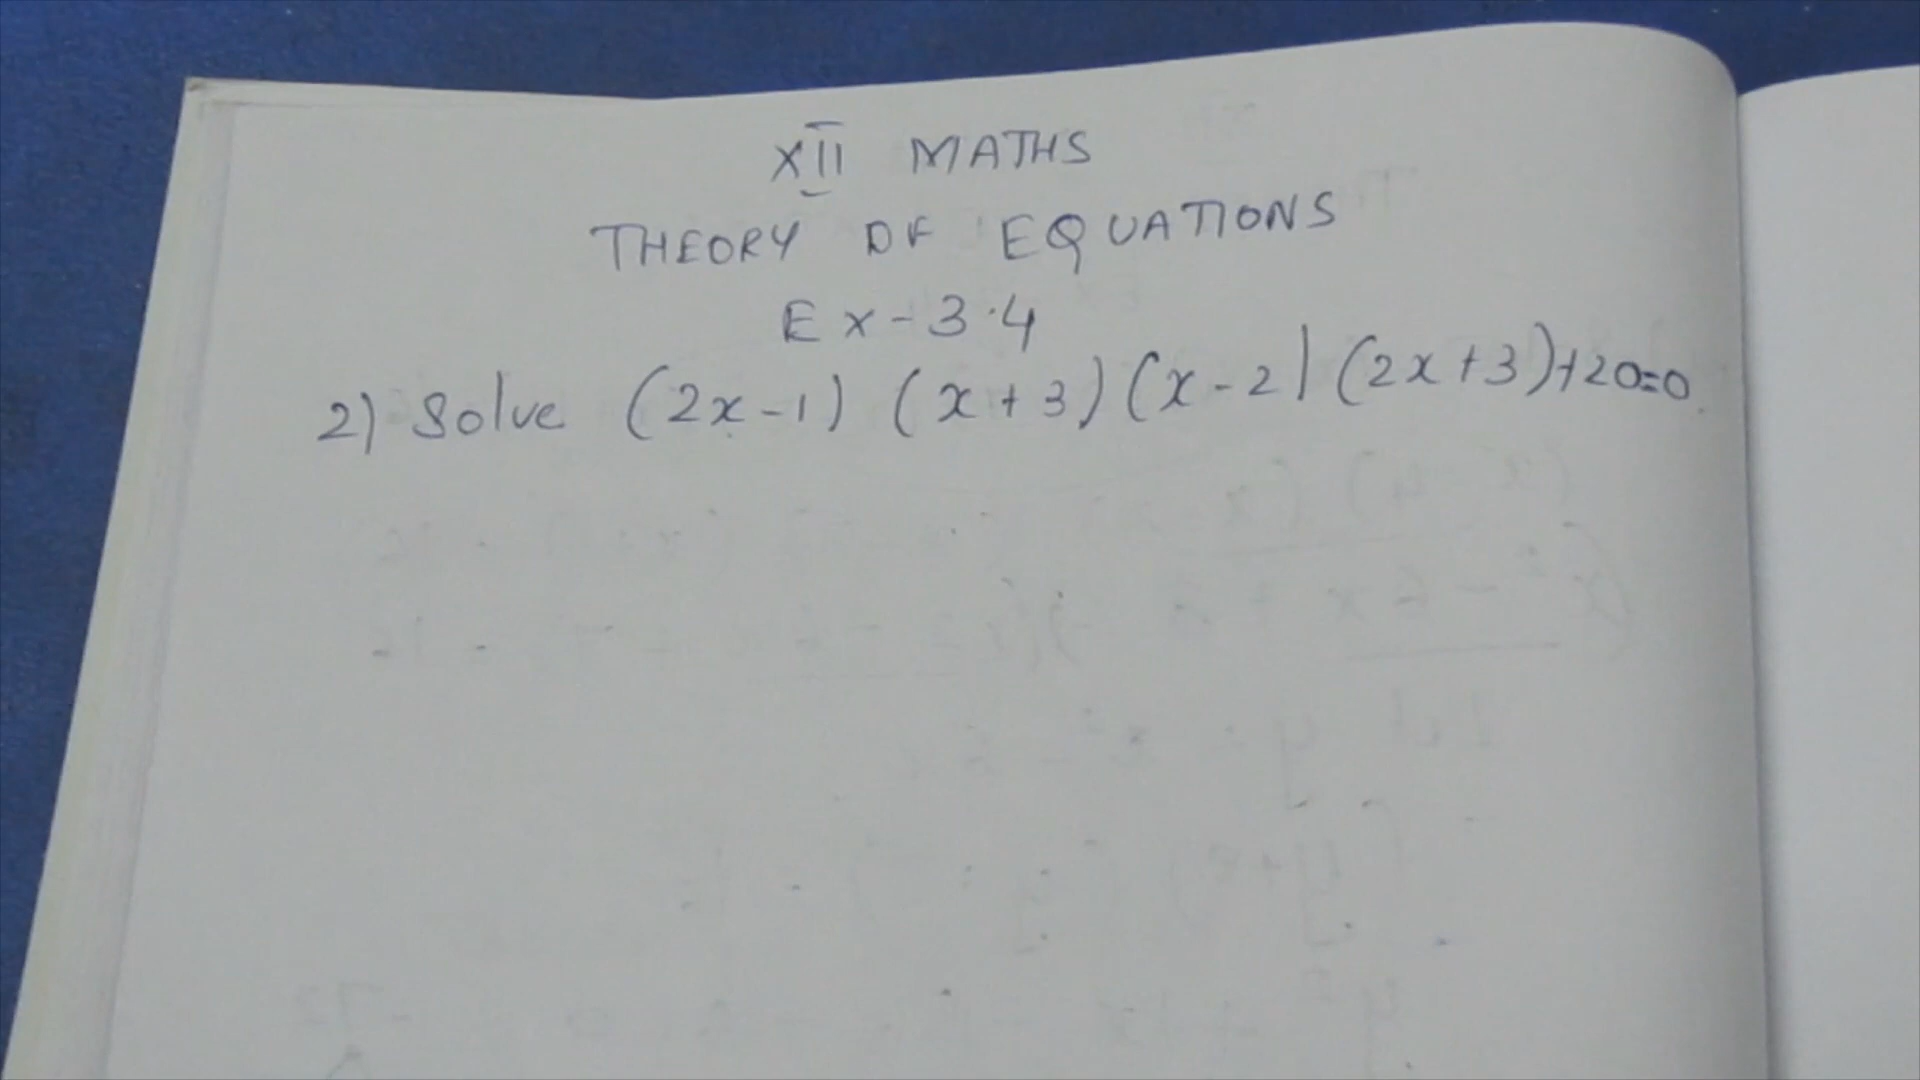 XII MATHS
THEORY OF EQUATIONS
Ex-3.4
2) Solve (2x-1) (x+3) (x-2) (2x+3)+20=0